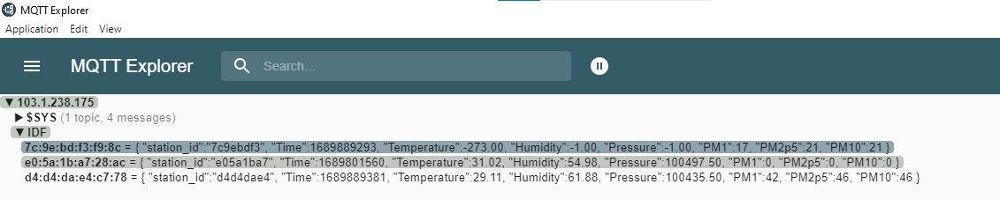 MQTT Explorer
Application Edit View
MQTT Explorer Search...
▼ 103.1.238.175
▶ $SYS (1 topic, 4 messages)
▼ IDF
7c:9e:bd:f3:f9:8c = { "station_id":"7c9ebdf3", "Time":1689889293, "Temperature":-273.00, "Humidity":-1.00, "Pressure":-1.00, "PM1":17, "PM2p5":21, "PM10":21 }
e0:5a:1b:a7:28:ac = { "station_id":"e05a1ba7", "Time":1689801560, "Temperature":31.02, "Humidity":54.98, "Pressure":100497.50, "PM1":0, "PM2p5":0, "PM10":0 }
d4:d4:da:e4:c7:78 = { "station_id":"d4d4dae4", "Time":1689889381, "Temperature":29.11, "Humidity":61.88, "Pressure":100435.50, "PM1":42, "PM2p5":46, "PM10":46 }